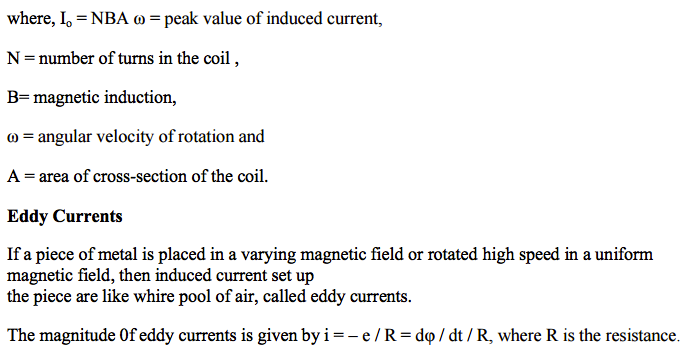 where, Iₒ = NBA ω = peak value of induced current,
N = number of turns in the coil ,
B= magnetic induction,
ω = angular velocity of rotation and
A = area of cross-section of the coil.
Eddy Currents
If a piece of metal is placed in a varying magnetic field or rotated high speed in a uniform
magnetic field, then induced current set up
the piece are like whire pool of air, called eddy currents.
The magnitude 0f eddy currents is given by i = – e / R = dφ / dt / R, where R is the resistance.